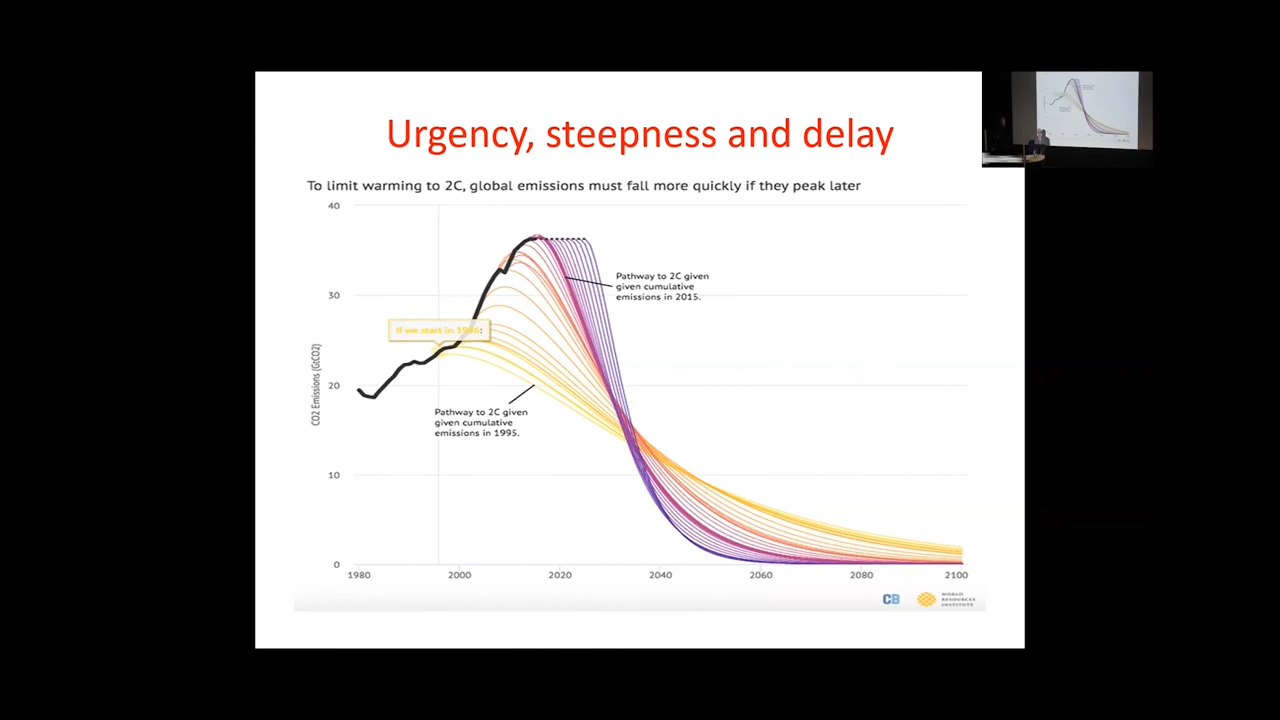 Urgency, steepness and delay
To limit warming to 2C, global emissions must fall more quickly if they peak later
40
30
20
10
0
CO2 Emissions (GtCO2)
If we start in 1996:
Pathway to 2C given
given cumulative
emissions in 2015.
Pathway to 2C given
given cumulative
emissions in 1995.
1980
2000
2020
2040
2060
2080
2100
CB
WORLD
RESOURCES
INSTITUTE